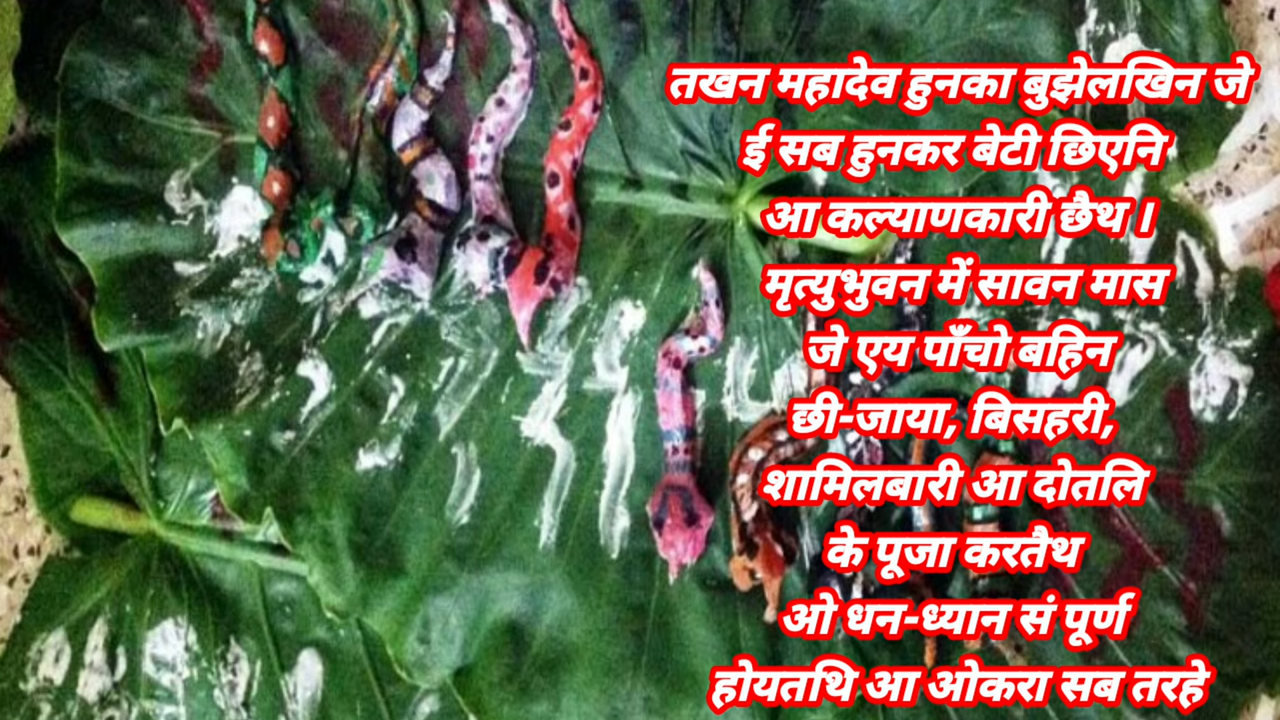 तखन महादेव हुनका बुझेलखिन जे
ई सब हुनकर बेटी छिएनि
आ कल्याणकारी छैथ ।
मृत्युभुवन में सावन मास
जे एय पाँचो बहिन
छी-जाया, बिसहरी,
शामिलबारी आ दोतलि
के पूजा करतैथ
ओ धन-ध्यान सं पूर्ण
होयतथि आ ओकरा सब तरहे